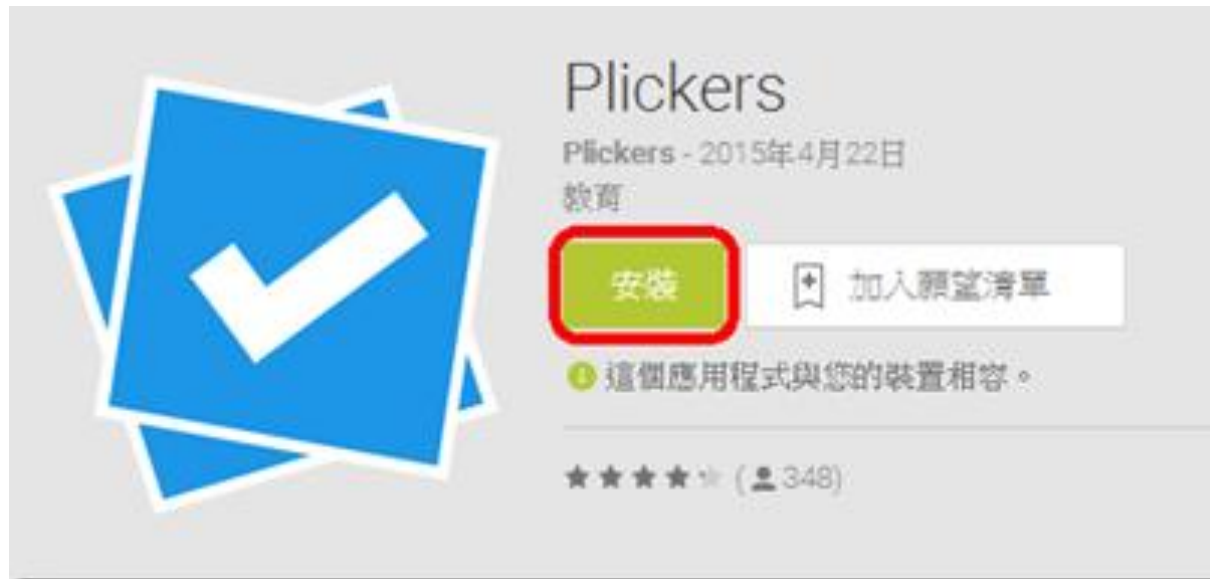 Plickers
Plickers - 2015年4月22日
教育
安裝
加入願望清單
這個應用程式與您的裝置相容。
(348)